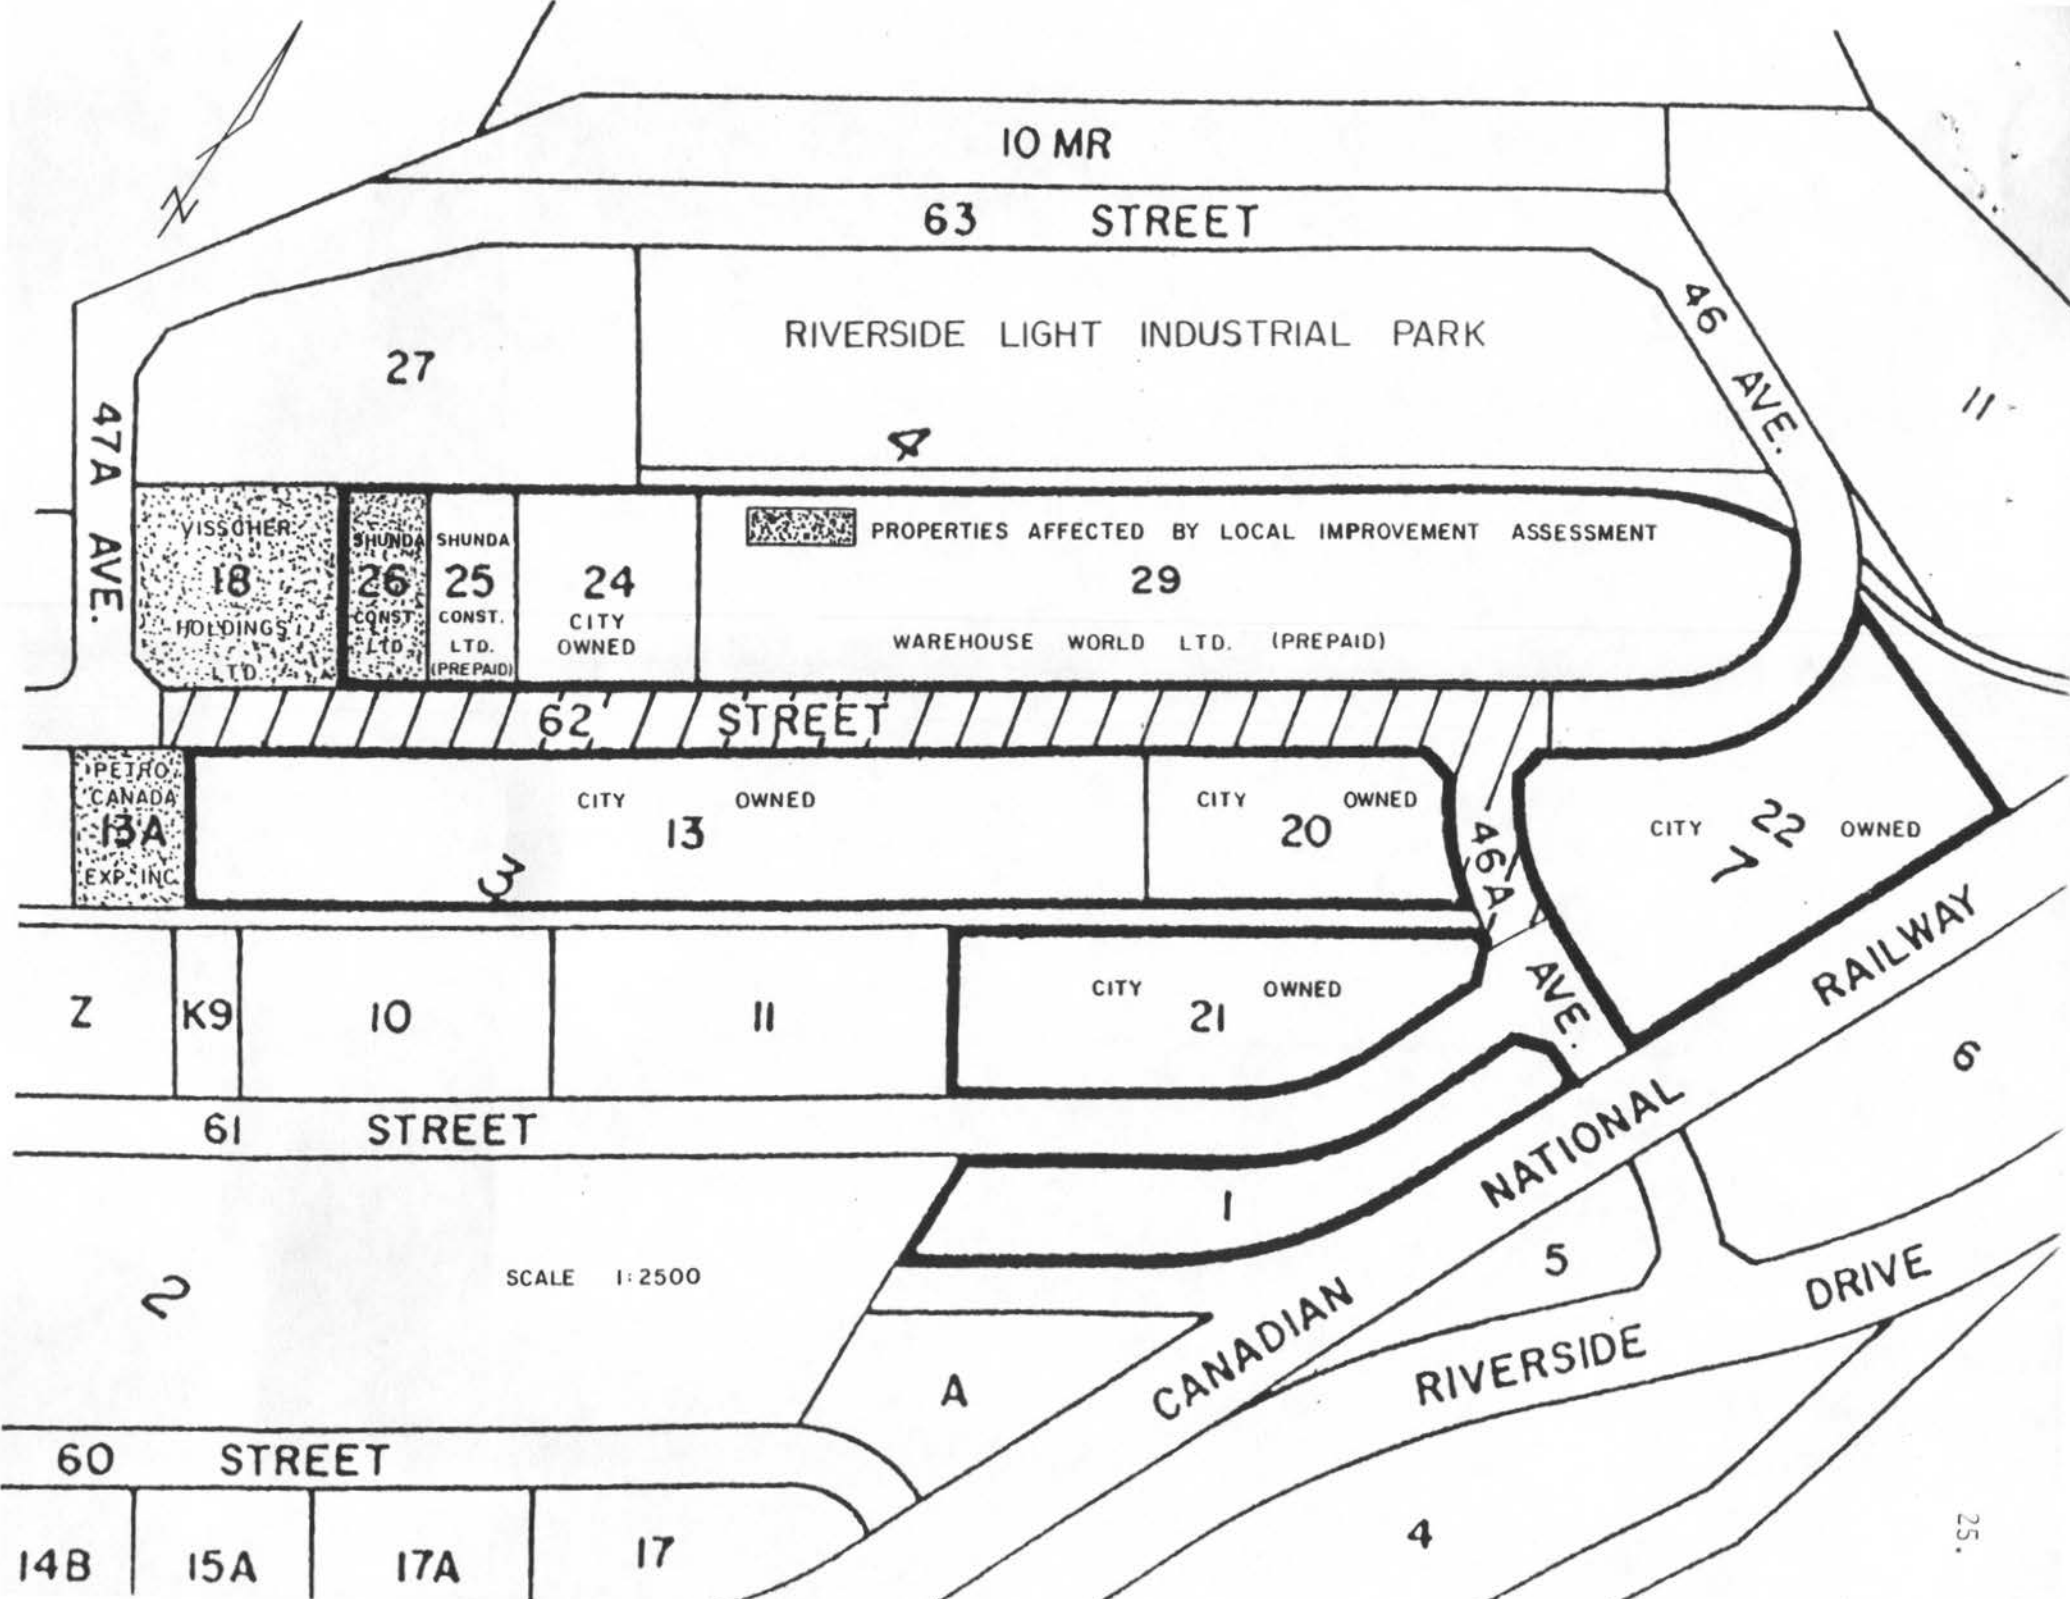 10 MR
63 STREET
46 AVE.
RIVERSIDE LIGHT INDUSTRIAL PARK
27
11
4
47A AVE.
VISSCHER
18
HOLDINGS
LTD.
SHUNDA
26
CONST.
LTD.
SHUNDA
25
CONST.
LTD.
(PREPAID)
24
CITY
OWNED
PROPERTIES AFFECTED BY LOCAL IMPROVEMENT ASSESSMENT
29
WAREHOUSE WORLD LTD. (PREPAID)
62 STREET
PETRO
CANADA
13A
EXP. INC.
CITY OWNED
13
3
CITY OWNED
20
46A AVE.
CITY 22 OWNED
7
Z
K9
10
11
CITY OWNED
21
61 STREET
CANADIAN NATIONAL RAILWAY
6
1
2
SCALE 1:2500
5
RIVERSIDE DRIVE
A
60 STREET
14B
15A
17A
17
4
25.